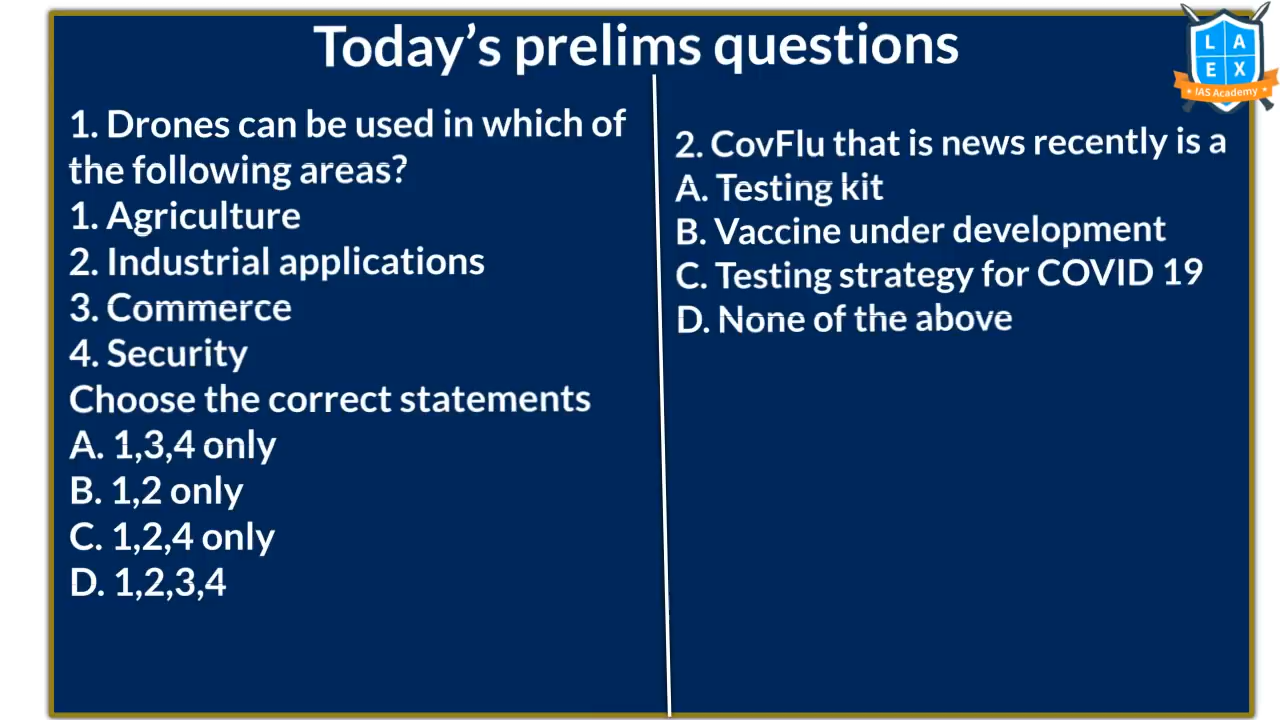 Today's prelims questions
L A
E X
IAS Academy
1. Drones can be used in which of
the following areas?
1. Agriculture
2. Industrial applications
3. Commerce
4. Security
Choose the correct statements
A. 1,3,4 only
B. 1,2 only
C. 1,2,4 only
D. 1,2,3,4
2. CovFlu that is news recently is a
A. Testing kit
B. Vaccine under development
C. Testing strategy for COVID 19
D. None of the above